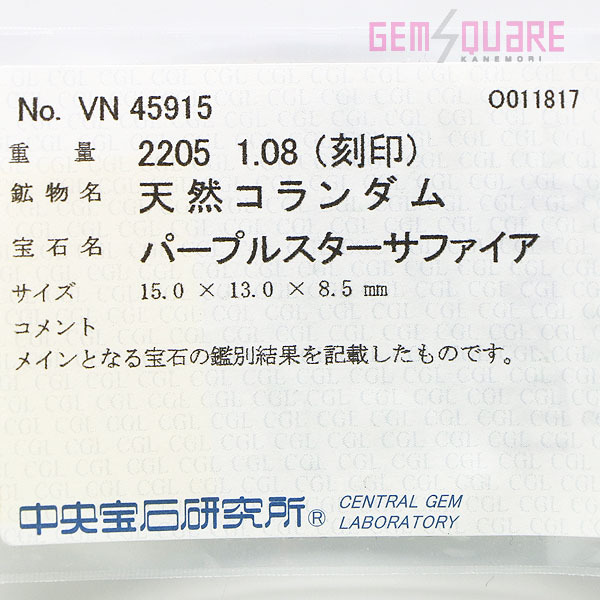 GEMSQUARE
KANEMORI
No. VN 45915
O011817
重量 2205 1.08 (刻印)
鉱物名 天然コランダム
宝石名 パープルスターサファイア
サイズ 15.0 × 13.0 × 8.5 mm
コメント
メインとなる宝石の鑑別結果を記載したものです。
中央宝石研究所® CENTRAL GEM
LABORATORY